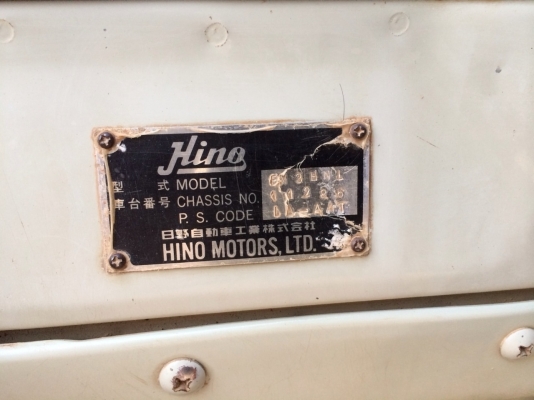 Hino
型 式 MODEL
車台番号 CHASSIS NO.
P. S. CODE
日野自動車工業株式会社
HINO MOTORS, LTD.